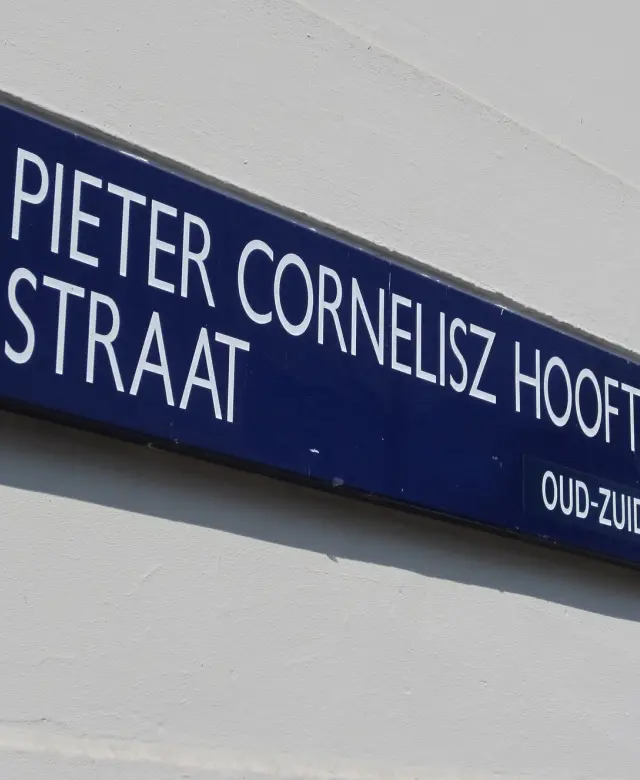 PIETER CORNELISZ HOOFT
STRAAT
OUD-ZUID